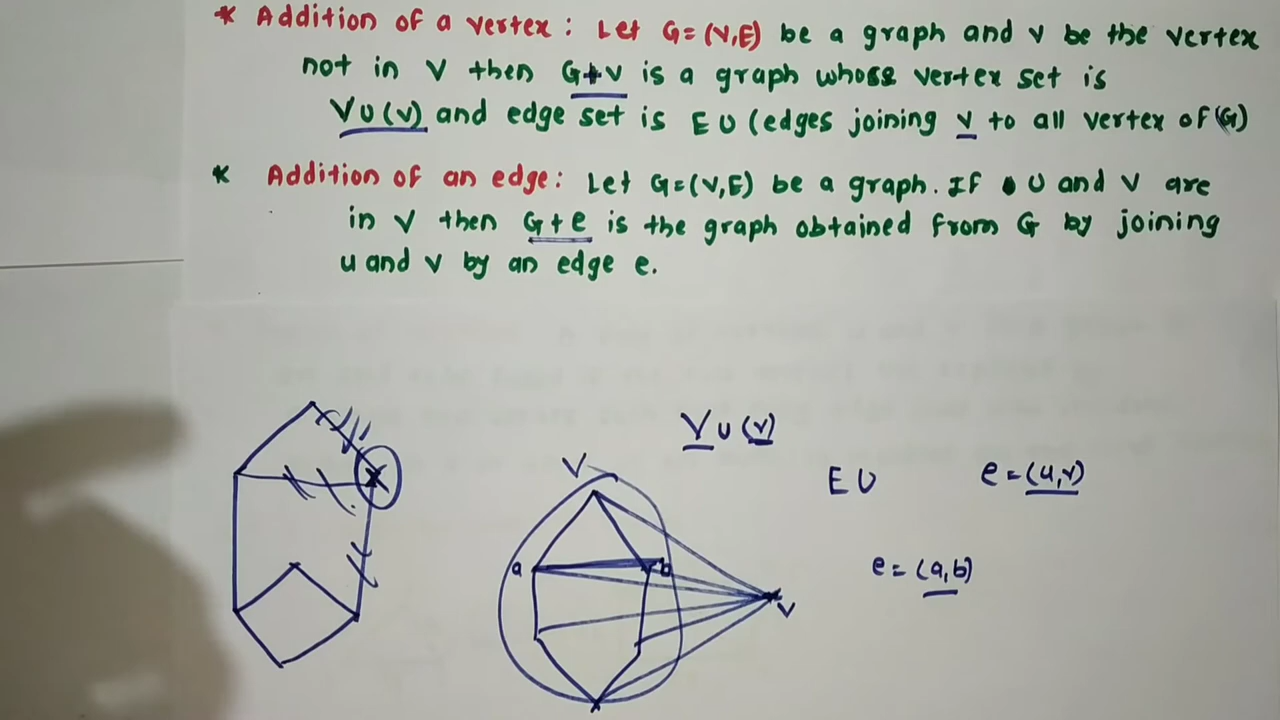 * Addition of a vertex : Let G=(V,E) be a graph and v be the vertex
not in V then G+v is a graph whose vertex set is
VU(v) and edge set is E U (edges joining v to all vertex of G)
* Addition of an edge: Let G=(V,E) be a graph. If U and V are
in V then G+e is the graph obtained from G by joining
u and v by an edge e.
V U (v)
V
E U
e = (u,v)
a
b
e = (a,b)
v